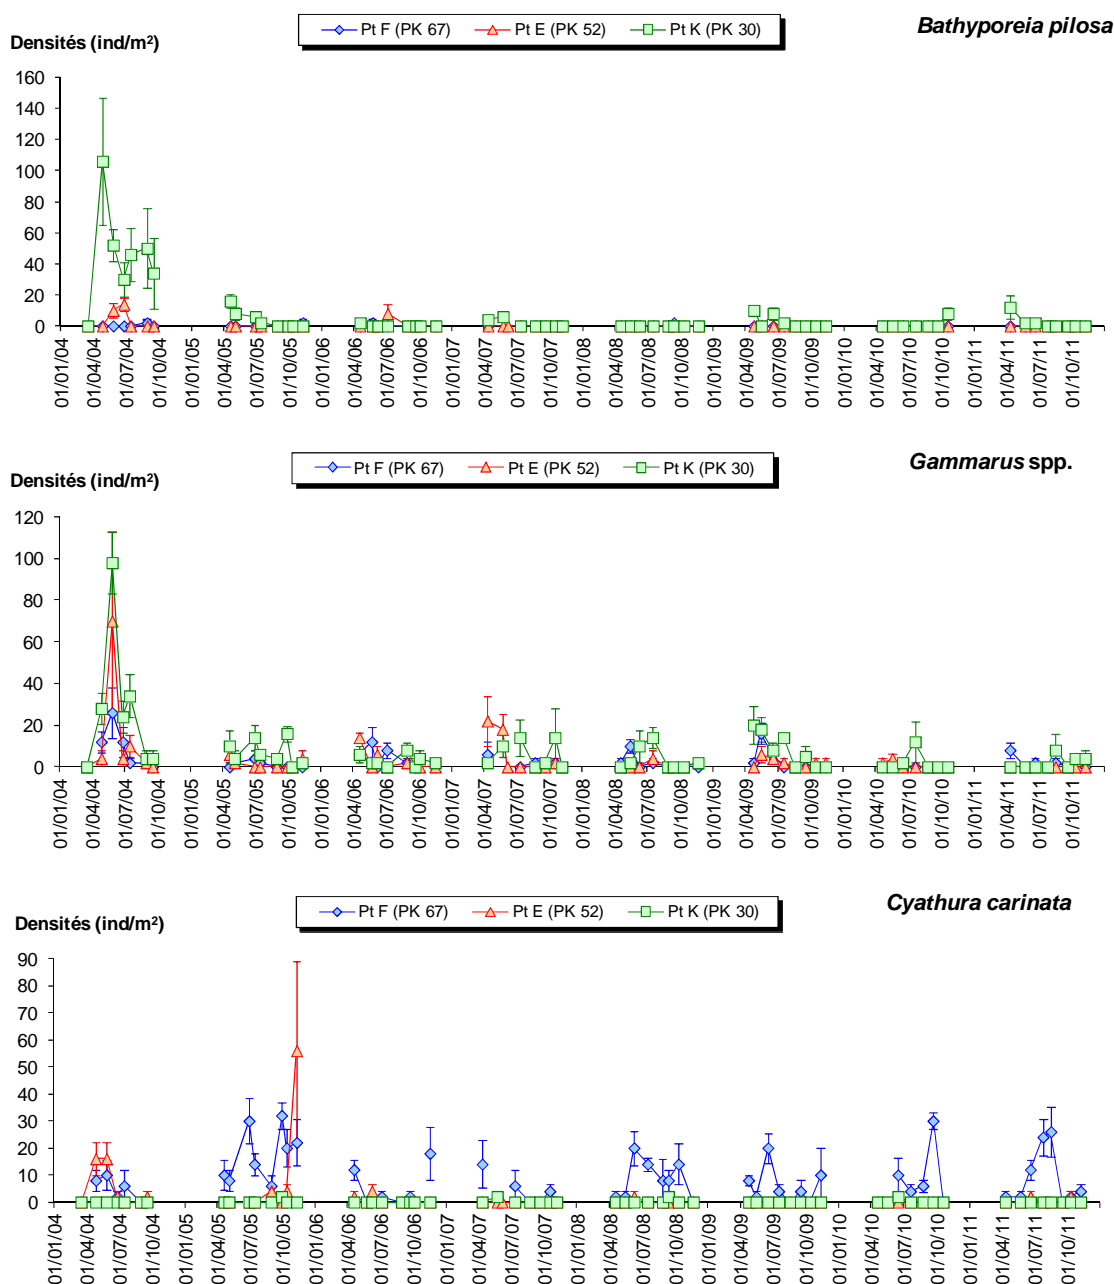 Bathyporeia pilosa
Densités (ind/m²)
Pt F (PK 67) Pt E (PK 52) Pt K (PK 30)
160
140
120
100
80
60
40
20
0
01/01/04 01/04/04 01/07/04 01/10/04 01/01/05 01/04/05 01/07/05 01/10/05 01/01/06 01/04/06 01/07/06 01/10/06 01/01/07 01/04/07 01/07/07 01/10/07 01/01/08 01/04/08 01/07/08 01/10/08 01/01/09 01/04/09 01/07/09 01/10/09 01/01/10 01/04/10 01/07/10 01/10/10 01/01/11 01/04/11 01/07/11 01/10/11
Gammarus spp.
Densités (ind/m²)
Pt F (PK 67) Pt E (PK 52) Pt K (PK 30)
120
100
80
60
40
20
0
01/01/04 01/04/04 01/07/04 01/10/04 01/01/05 01/04/05 01/07/05 01/10/05 01/01/06 01/04/06 01/07/06 01/10/06 01/01/07 01/04/07 01/07/07 01/10/07 01/01/08 01/04/08 01/07/08 01/10/08 01/01/09 01/04/09 01/07/09 01/10/09 01/01/10 01/04/10 01/07/10 01/10/10 01/01/11 01/04/11 01/07/11 01/10/11
Cyathura carinata
Densités (ind/m²)
Pt F (PK 67) Pt E (PK 52) Pt K (PK 30)
90
80
70
60
50
40
30
20
10
0
01/01/04 01/04/04 01/07/04 01/10/04 01/01/05 01/04/05 01/07/05 01/10/05 01/01/06 01/04/06 01/07/06 01/10/06 01/01/07 01/04/07 01/07/07 01/10/07 01/01/08 01/04/08 01/07/08 01/10/08 01/01/09 01/04/09 01/07/09 01/10/09 01/01/10 01/04/10 01/07/10 01/10/10 01/01/11 01/04/11 01/07/11 01/10/11